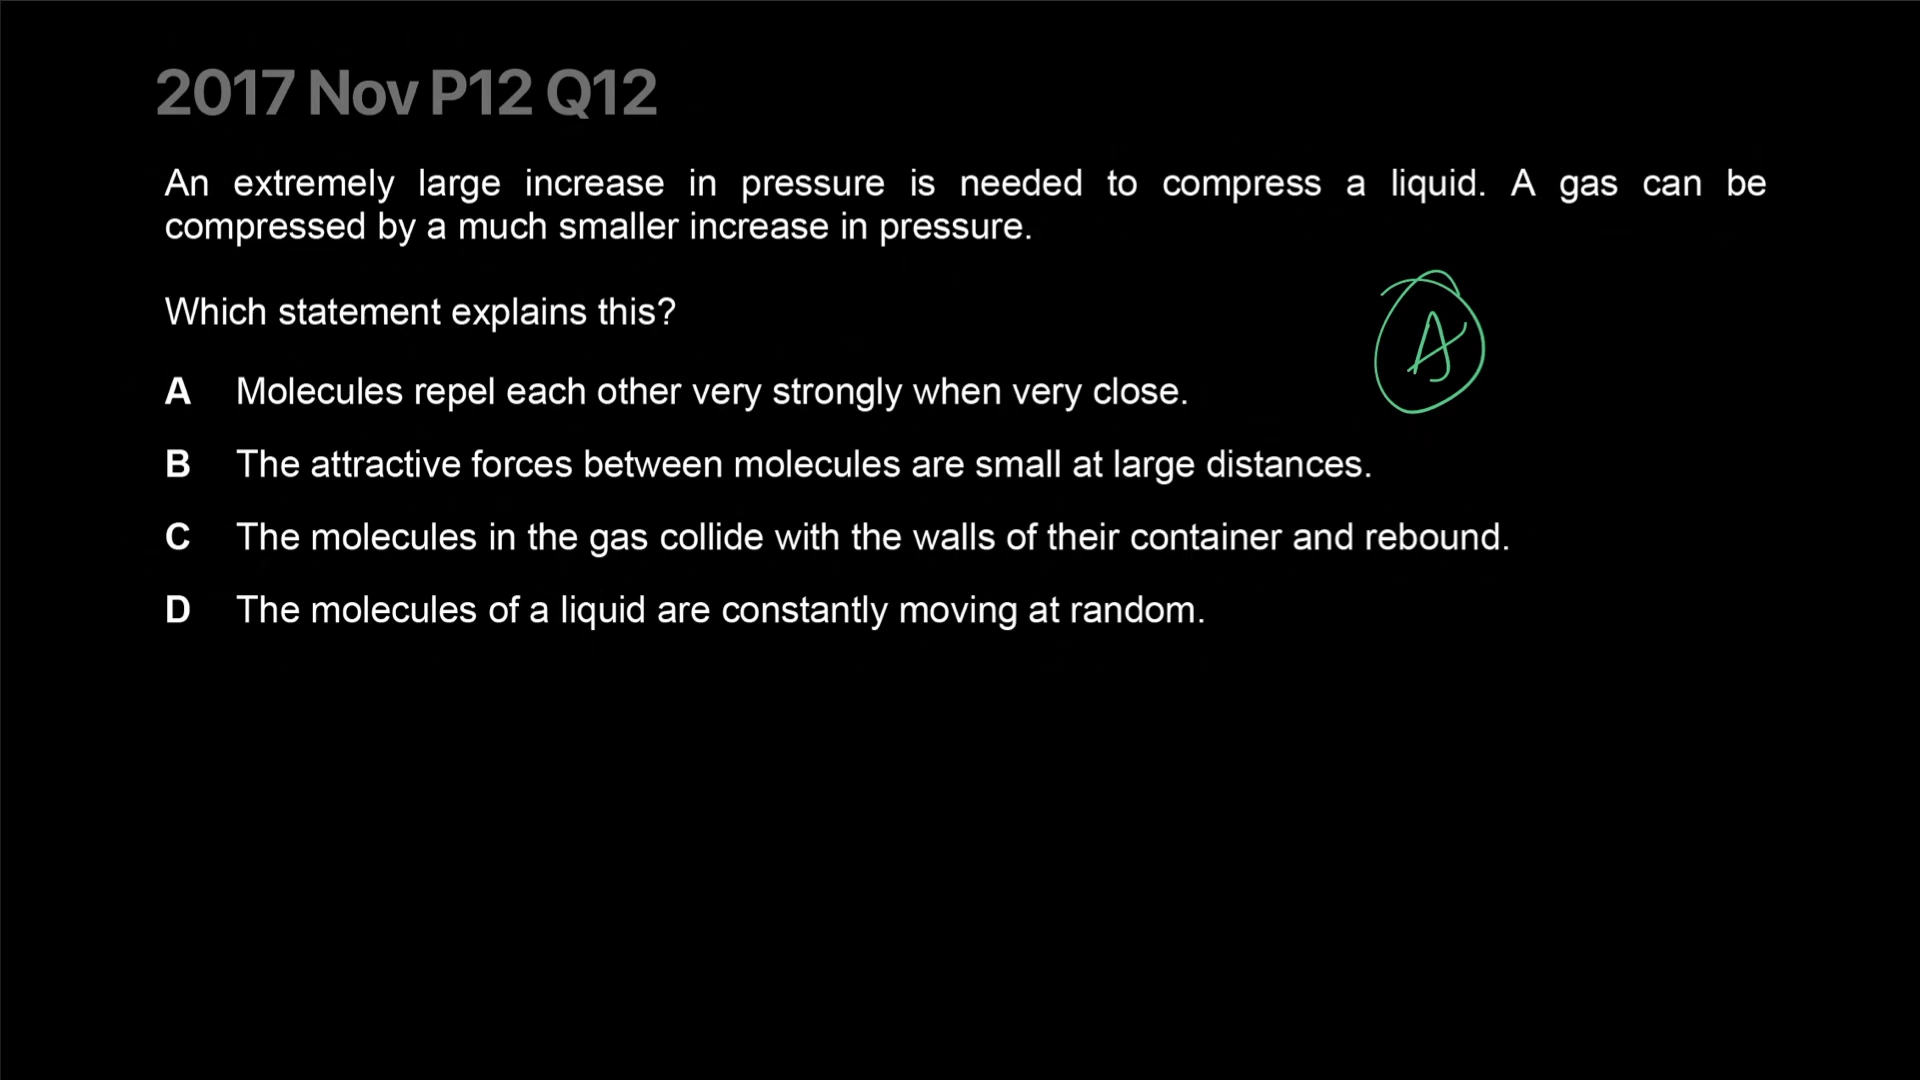 2017 Nov P12 Q12
An extremely large increase in pressure is needed to compress a liquid. A gas can be
compressed by a much smaller increase in pressure.
Which statement explains this?
A
A Molecules repel each other very strongly when very close.
B The attractive forces between molecules are small at large distances.
C The molecules in the gas collide with the walls of their container and rebound.
D The molecules of a liquid are constantly moving at random.